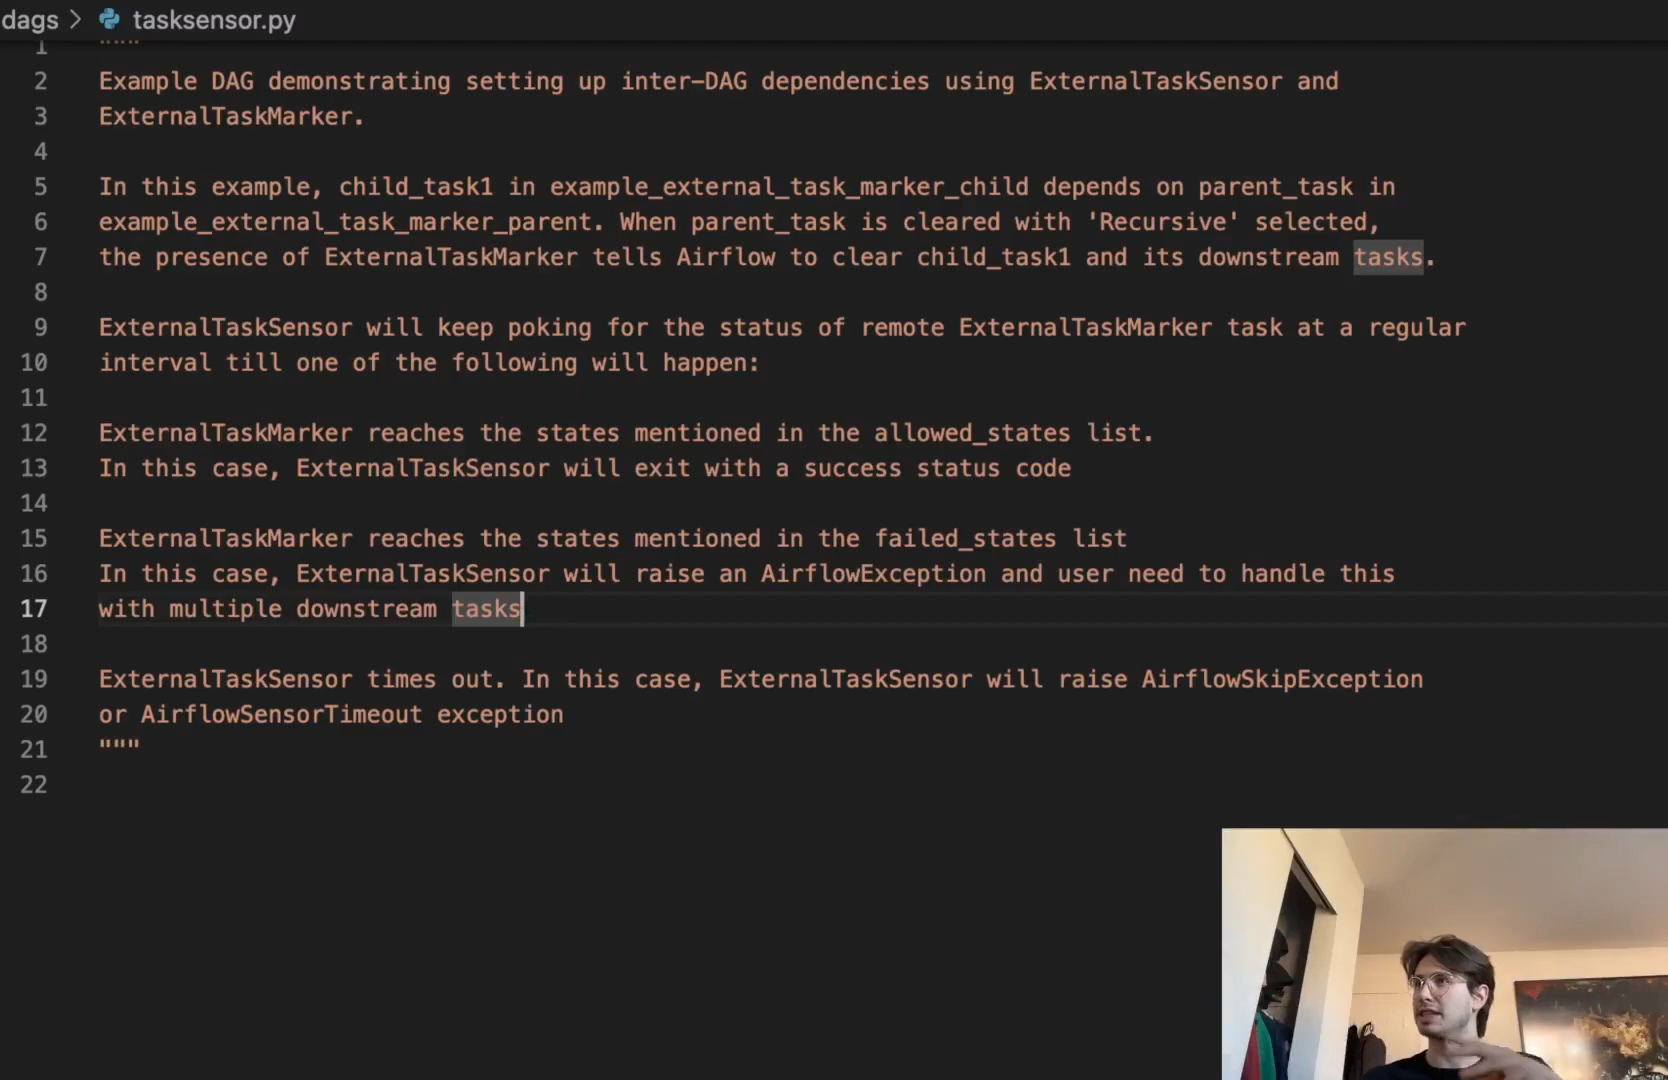 dags > tasksensor.py
1 """
2 Example DAG demonstrating setting up inter-DAG dependencies using ExternalTaskSensor and
3 ExternalTaskMarker.
4
5 In this example, child_task1 in example_external_task_marker_child depends on parent_task in
6 example_external_task_marker_parent. When parent_task is cleared with 'Recursive' selected,
7 the presence of ExternalTaskMarker tells Airflow to clear child_task1 and its downstream tasks.
8
9 ExternalTaskSensor will keep poking for the status of remote ExternalTaskMarker task at a regular
10 interval till one of the following will happen:
11
12 ExternalTaskMarker reaches the states mentioned in the allowed_states list.
13 In this case, ExternalTaskSensor will exit with a success status code
14
15 ExternalTaskMarker reaches the states mentioned in the failed_states list
16 In this case, ExternalTaskSensor will raise an AirflowException and user need to handle this
17 with multiple downstream tasks
18
19 ExternalTaskSensor times out. In this case, ExternalTaskSensor will raise AirflowSkipException
20 or AirflowSensorTimeout exception
21 """
22